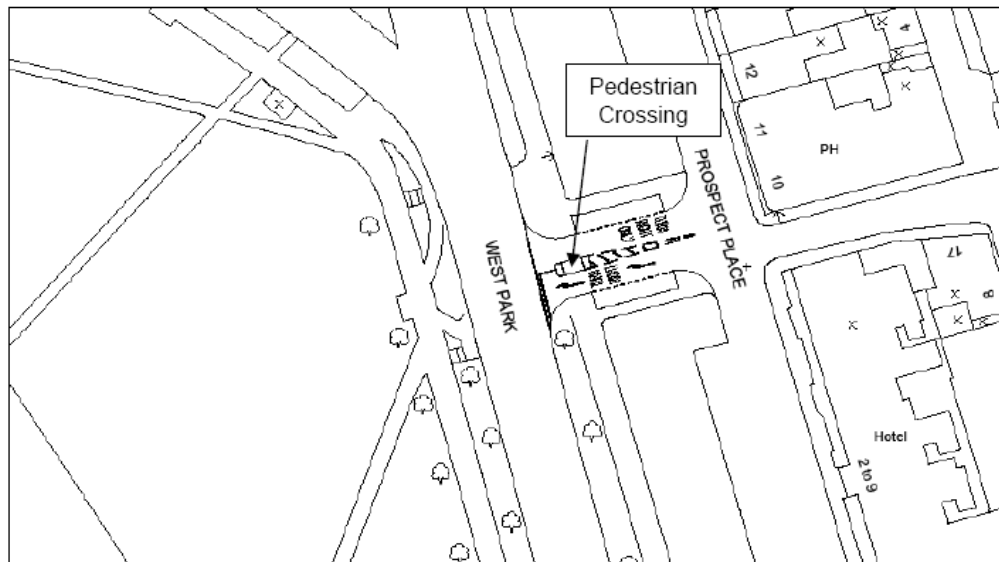 4
12
Pedestrian
Crossing
11
PH
10
PROSPECT PLACE
WEST PARK
17
8
Hotel
2 to 9